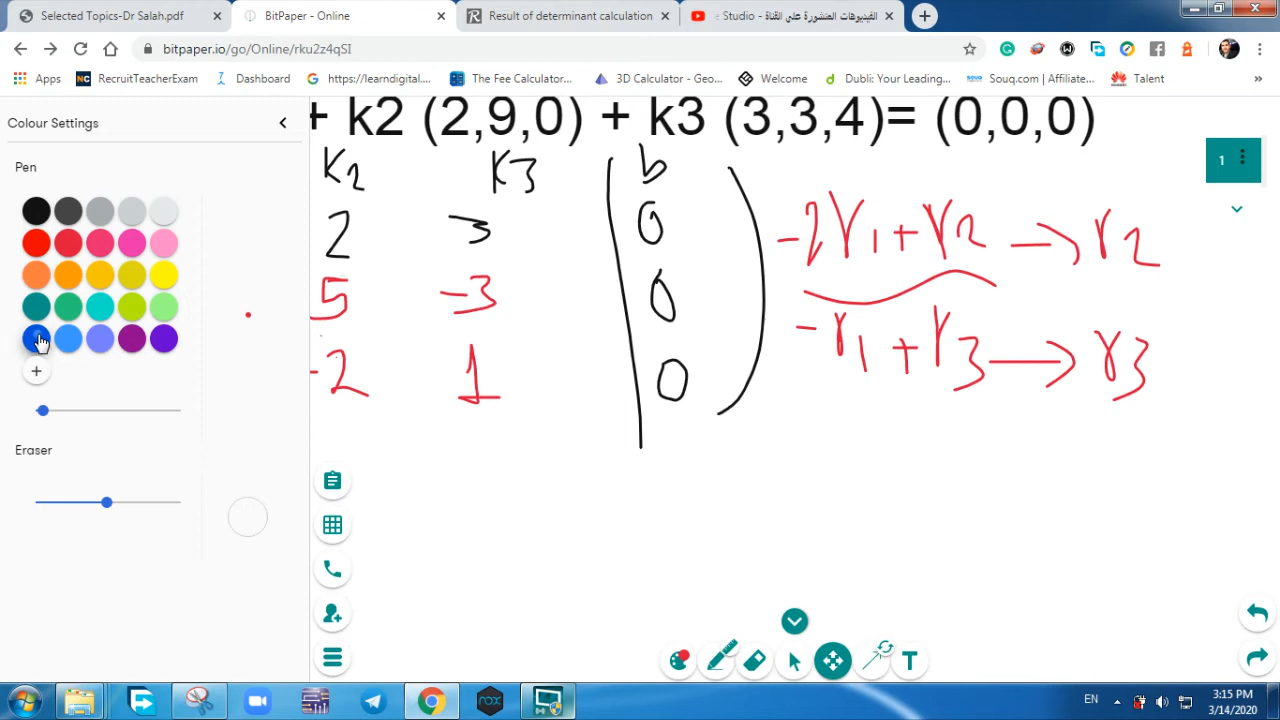 Selected Topics-Dr Salah.pdf
BitPaper - Online
Result of determinant calculation
الفيديوهات المنشورة على القناة - Studio
bitpaper.io/go/Online/rku2z4qSI
Apps
RecruitTeacherExam
Dashboard
https://learndigital....
The Fee Calculator...
3D Calculator - Geo...
Welcome
Dubli: Your Leading...
Souq.com | Affiliate...
Talent
»
Colour Settings
Pen
Eraser
+ k2 (2,9,0) + k3 (3,3,4)= (0,0,0)
1
K2 K3 b
2 3 0
5 -3 0
-2 1 0
-2r1+r2 → r2
-r1+r3 → r3
T
EN
3:15 PM
3/14/2020